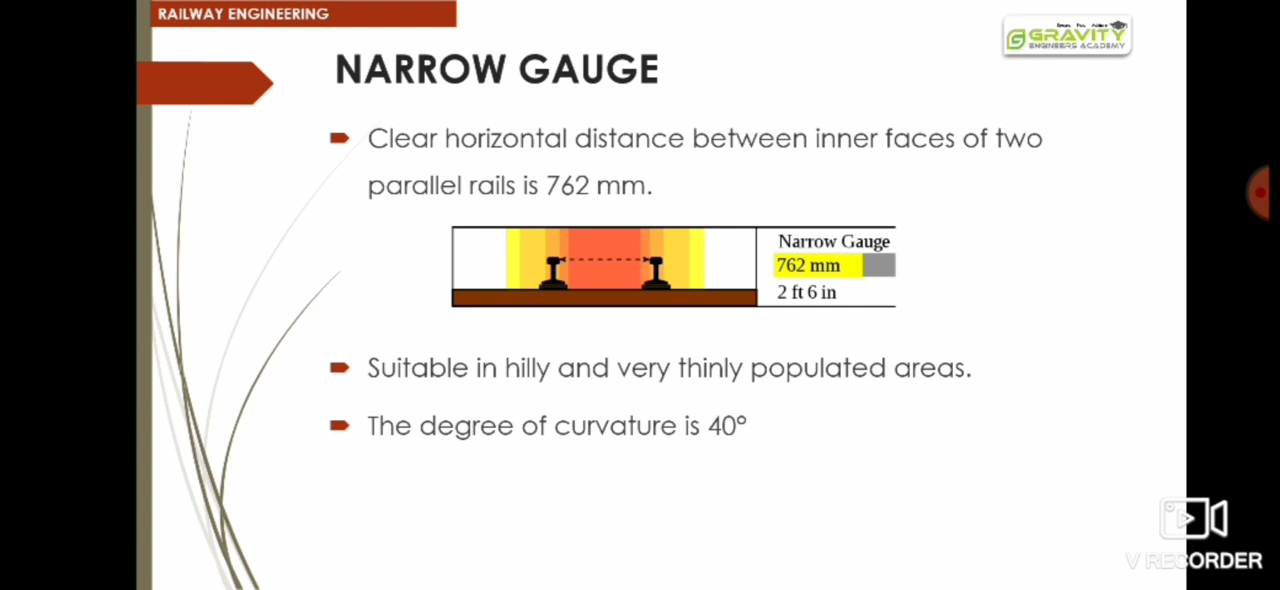 RAILWAY ENGINEERING
GRAVITY
ENGINEERS ACADEMY
NARROW GAUGE
Clear horizontal distance between inner faces of two
parallel rails is 762 mm.
Narrow Gauge
762 mm
2 ft 6 in
Suitable in hilly and very thinly populated areas.
The degree of curvature is 40°
V RECORDER